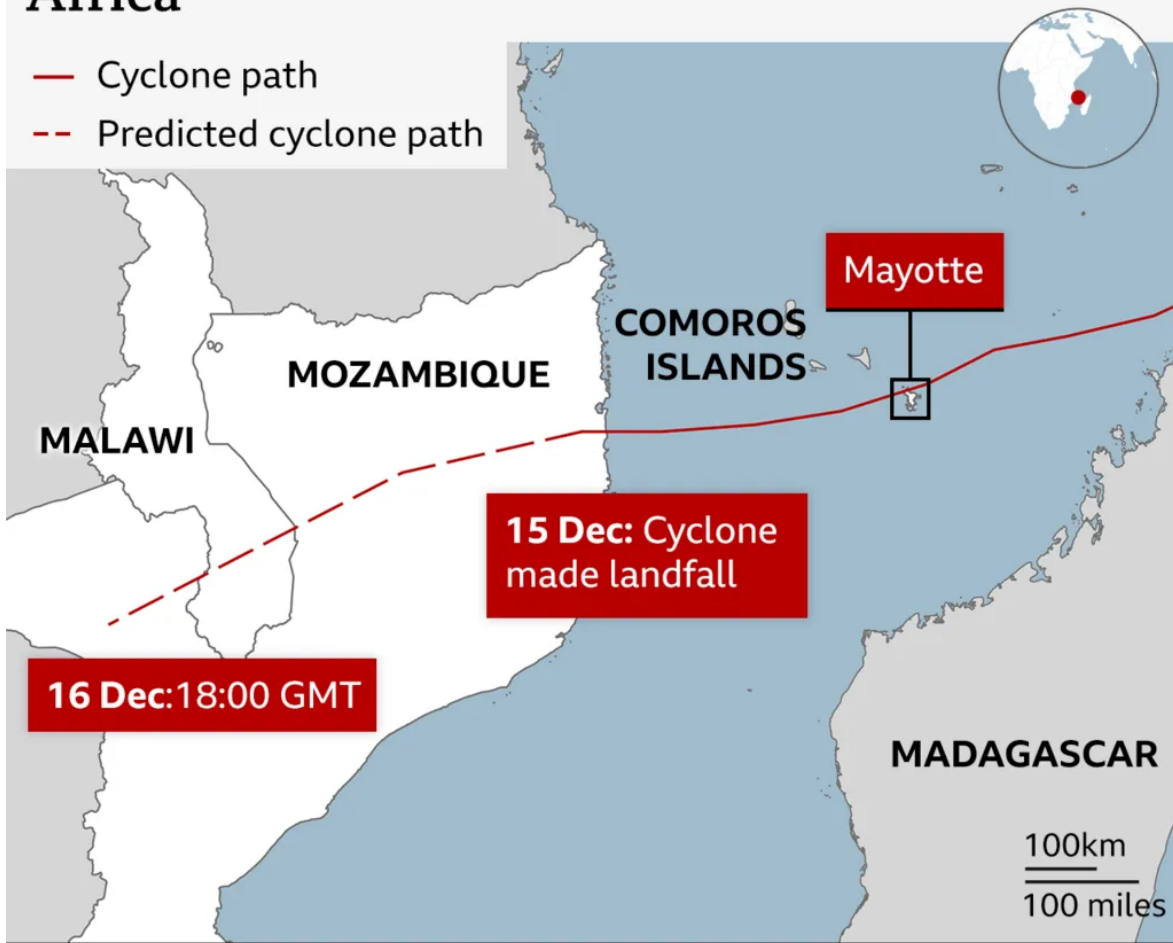 Africa
Cyclone path
Predicted cyclone path
Mayotte
COMOROS
ISLANDS
MOZAMBIQUE
MALAWI
15 Dec: Cyclone
made landfall
16 Dec:18:00 GMT
MADAGASCAR
100km
100 miles